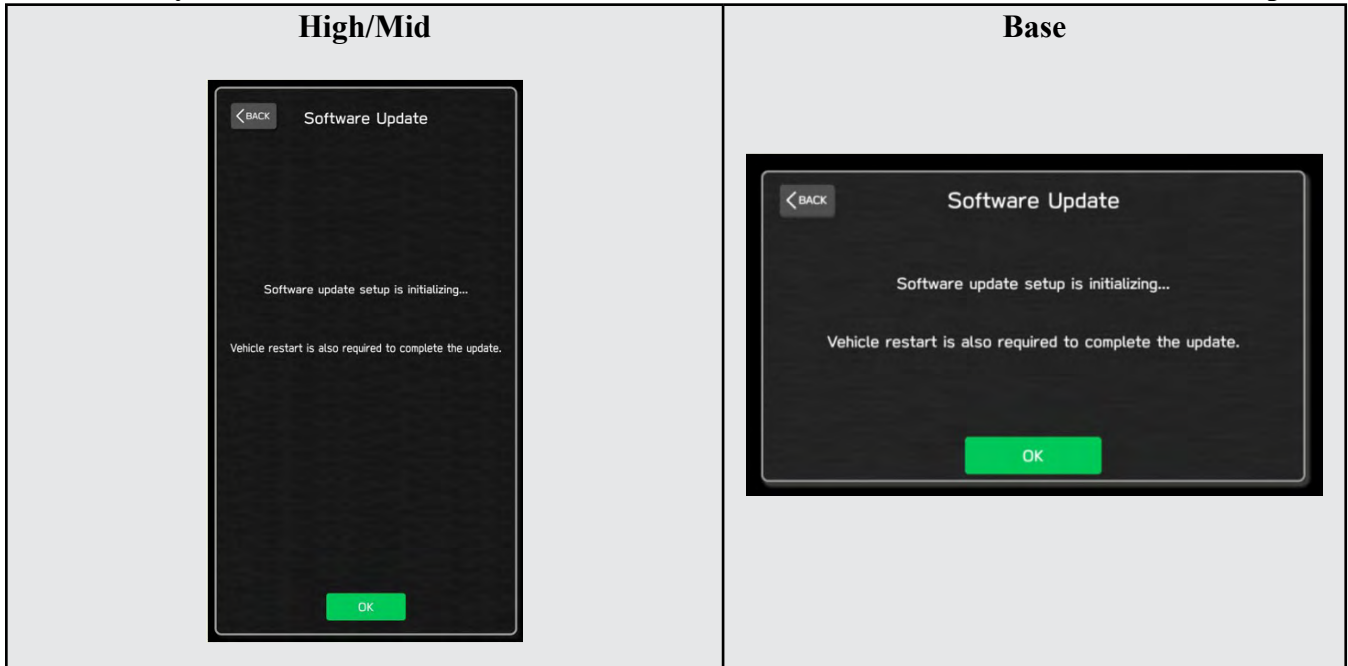 High/Mid
Base
BACK
Software Update
Software update setup is initializing...
Vehicle restart is also required to complete the update.
OK
BACK
Software Update
Software update setup is initializing...
Vehicle restart is also required to complete the update.
OK